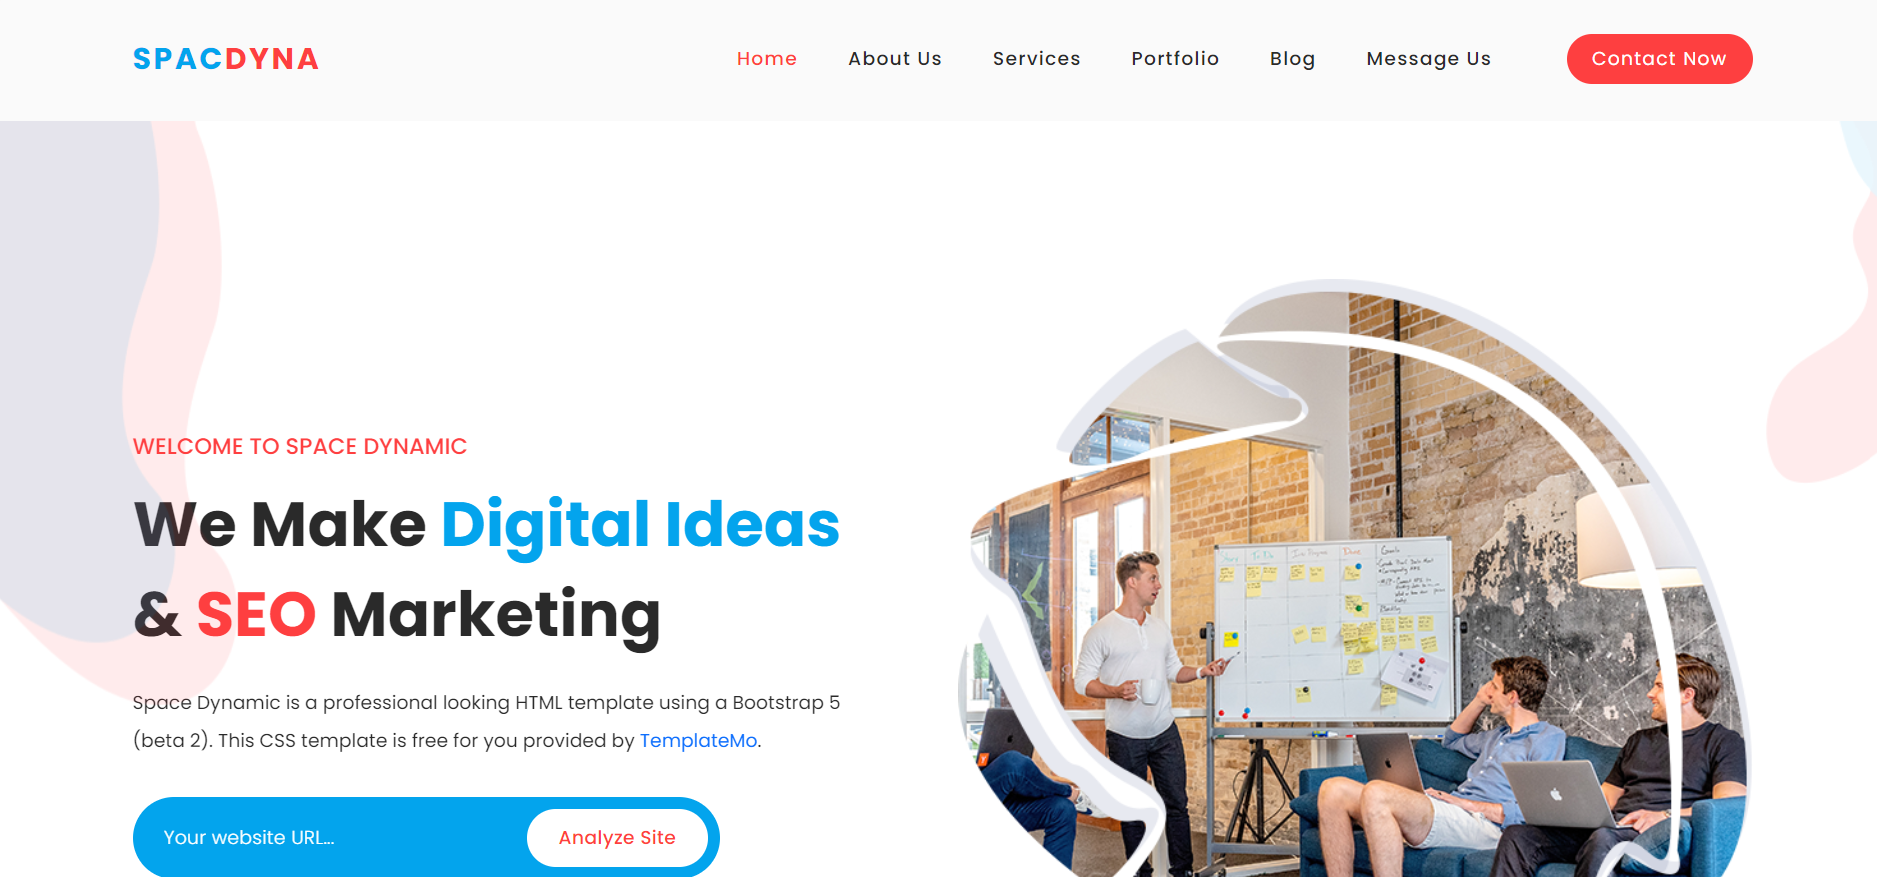 SPACDYNA
Home About Us Services Portfolio Blog Message Us Contact Now
WELCOME TO SPACE DYNAMIC
We Make Digital Ideas
& SEO Marketing
Space Dynamic is a professional looking HTML template using a Bootstrap 5
(beta 2). This CSS template is free for you provided by TemplateMo.
Your website URL...
Analyze Site
Done
Goals